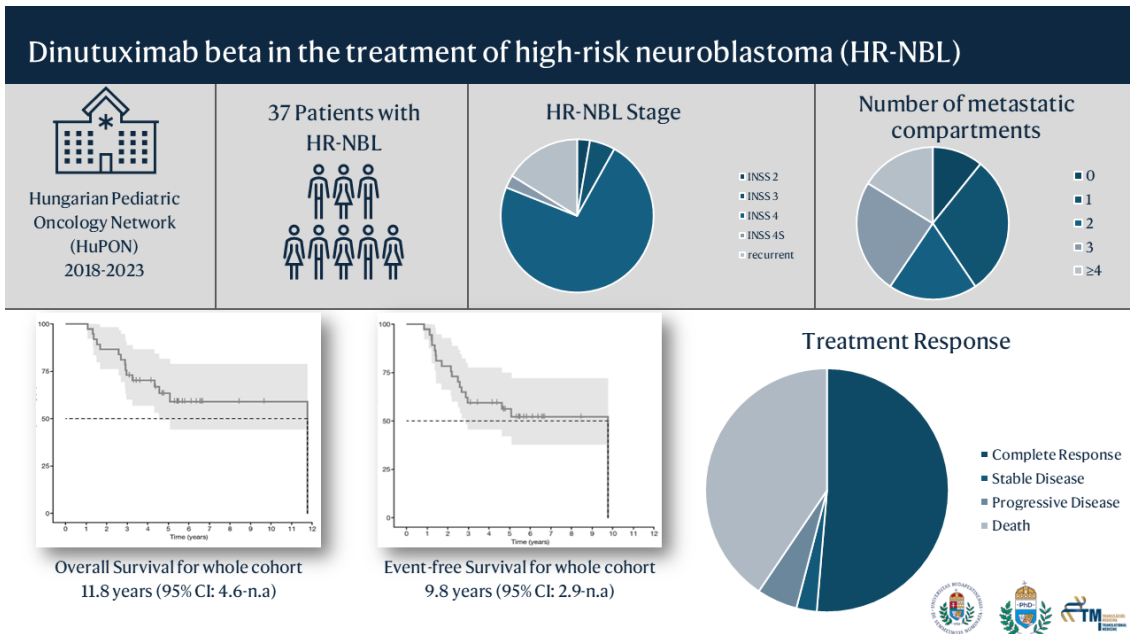 Dinutuximab beta in the treatment of high-risk neuroblastoma (HR-NBL)
Hungarian Pediatric
Oncology Network
(HuPON)
2018-2023
37 Patients with
HR-NBL
HR-NBL Stage
INSS 2
INSS 3
INSS 4
INSS 4S
recurrent
Number of metastatic
compartments
0
1
2
3
≥4
100
75
50
25
0
0 1 2 3 4 5 6 7 8 9 10 11 12
Time (years)
Overall Survival for whole cohort
11.8 years (95% CI: 4.6-n.a)
100
75
50
25
0
0 1 2 3 4 5 6 7 8 9 10 11 12
Time (years)
Event-free Survival for whole cohort
9.8 years (95% CI: 2.9-n.a)
Treatment Response
Complete Response
Stable Disease
Progressive Disease
Death
PhD
TM
TRANSZLÁCIÓS
MEDICINA
TRANSLATIONAL
MEDICINE